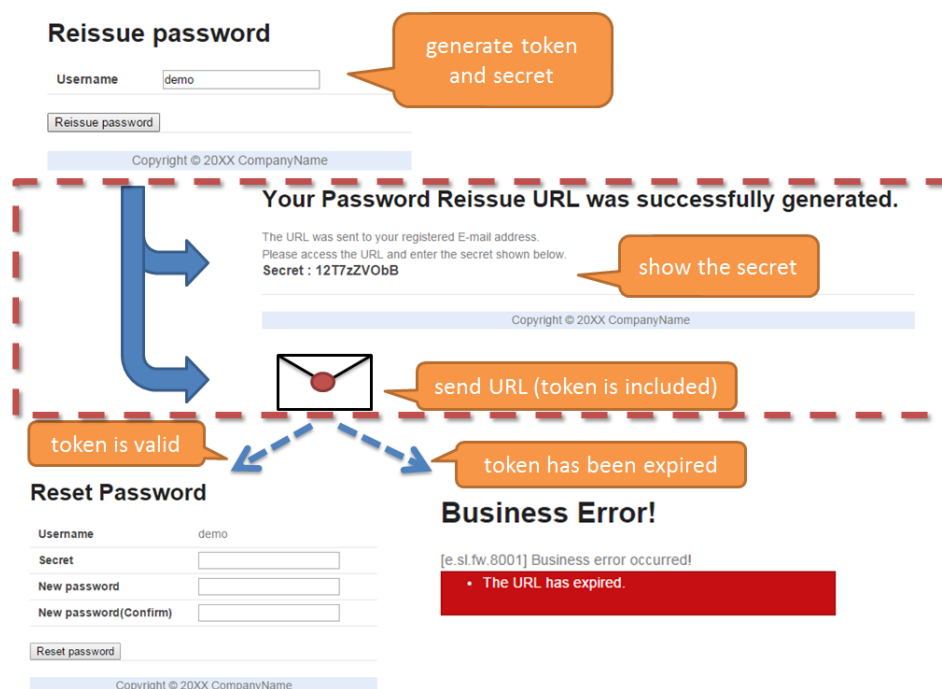 Reissue password
generate token
and secret
Username
demo
Reissue password
Copyright © 20XX CompanyName
Your Password Reissue URL was successfully generated.
The URL was sent to your registered E-mail address.
Please access the URL and enter the secret shown below.
Secret : 12T7zZVObB
show the secret
Copyright © 20XX CompanyName
send URL (token is included)
token is valid
token has been expired
Reset Password
Username demo
Secret
New password
New password(Confirm)
Reset password
Copyright © 20XX CompanyName
Business Error!
[e.sl.fw.8001] Business error occurred!
• The URL has expired.